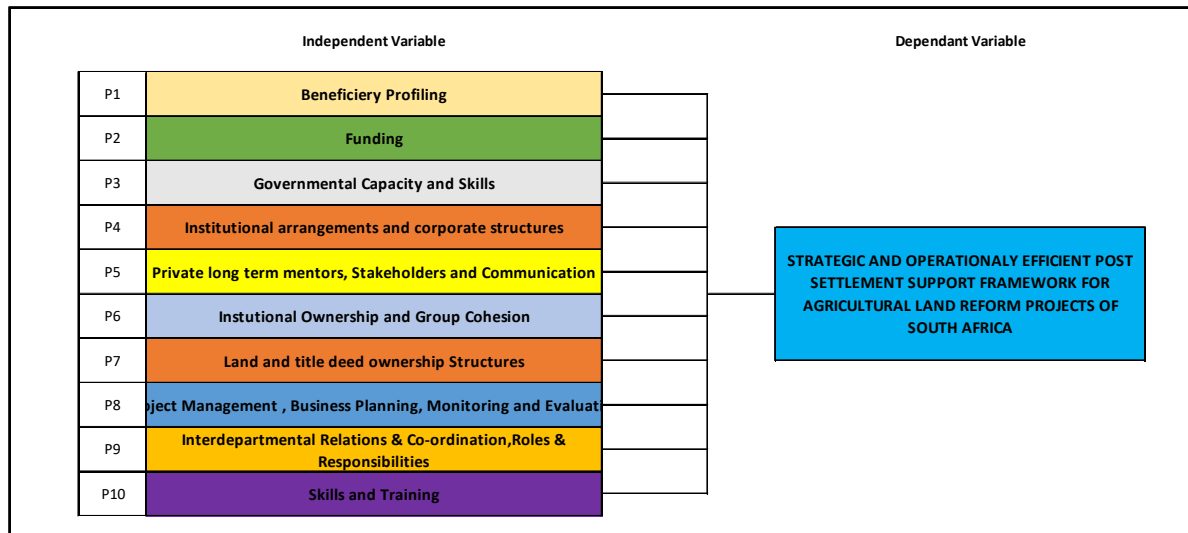 Independent Variable
Dependant Variable
P1
Beneficiery Profiling
P2
Funding
P3
Governmental Capacity and Skills
P4
Institutional arrangements and corporate structures
P5
Private long term mentors, Stakeholders and Communication
P6
Instutional Ownership and Group Cohesion
P7
Land and title deed ownership Structures
P8
oject Management , Business Planning, Monitoring and Evaluati
P9
Interdepartmental Relations & Co-ordination,Roles &
Responsibilities
P10
Skills and Training
STRATEGIC AND OPERATIONALY EFFICIENT POST
SETTLEMENT SUPPORT FRAMEWORK FOR
AGRICULTURAL LAND REFORM PROJECTS OF
SOUTH AFRICA